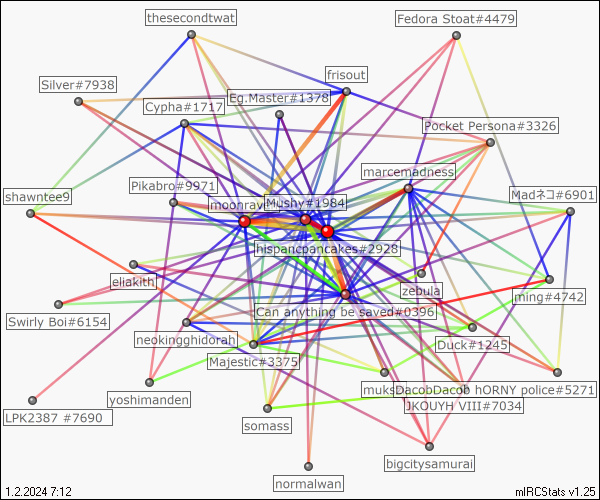 thesecondtwat
Fedora Stoat#4479
frisout
Silver#7938
Eg.Master#1378
Cypha#1717
Pocket Persona#3326
marcemadness
Pikabro#9971
shawntee9
Madネコ#6901
moonray
Mushy#1984
hispancpancakes#2928
eliakith
zebula
ming#4742
Swirly Boi#6154
Can anything be saved#0396
neokingghidorah
Duck#1245
Majestic#3375
muksDacobDacob hORNY police#5271
yoshimanden
JKOUYH VIII#7034
LPK2387 #7690
somass
bigcitysamurai
normalwan
1.2.2024 7:12
mIRCStats v1.25